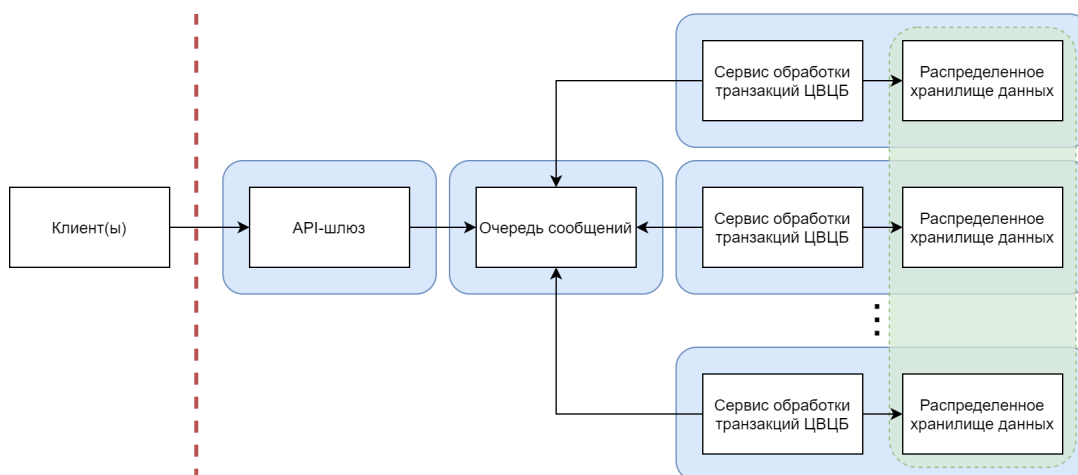 Сервис обработки
транзакций ЦВЦБ
Распределенное
хранилище данных
Клиент(ы)
API-шлюз
Очередь сообщений
Сервис обработки
транзакций ЦВЦБ
Распределенное
хранилище данных
Сервис обработки
транзакций ЦВЦБ
Распределенное
хранилище данных